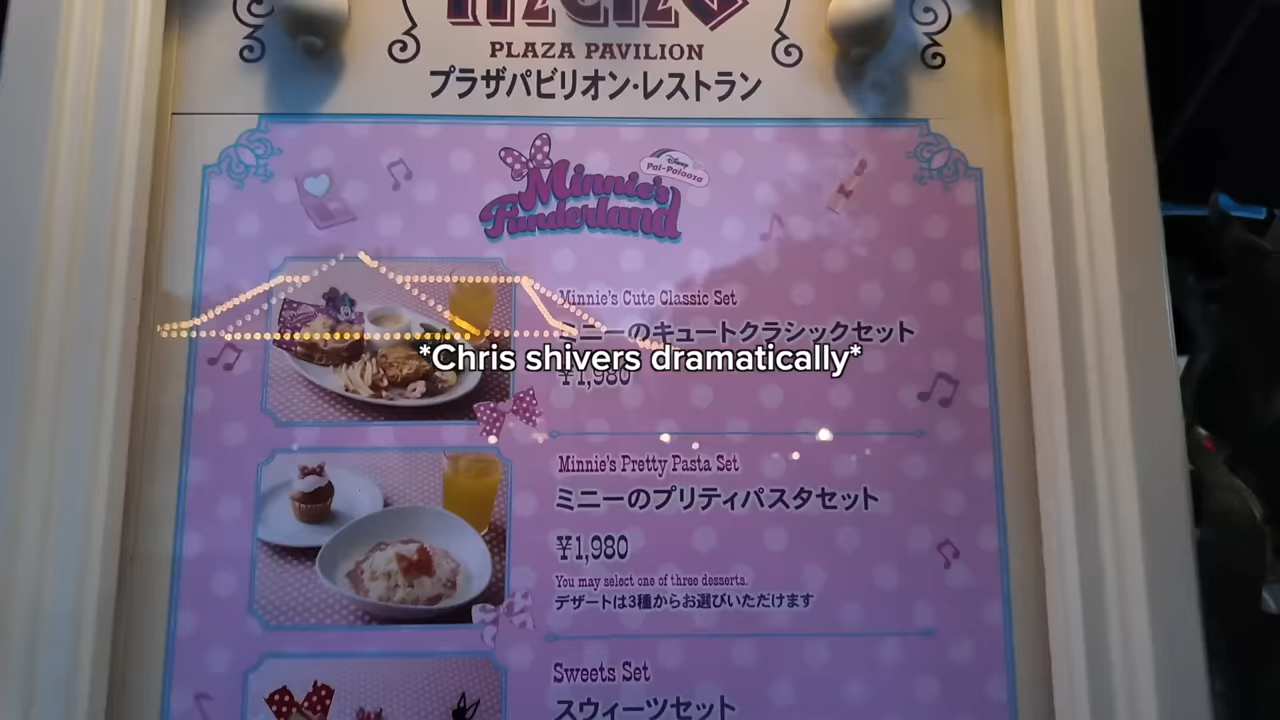 PLAZA PAVILION
プラザパビリオン・レストラン
Disney
Pal-Palooza
Minnie's
Funderland
Minnie's Cute Classic Set
ミニーのキュートクラシックセット
*Chris shivers dramatically*
¥1,980
Minnie's Pretty Pasta Set
ミニーのプリティパスタセット
¥1,980
You may select one of three desserts.
デザートは3種からお選びいただけます
Sweets Set
スウィーツセット